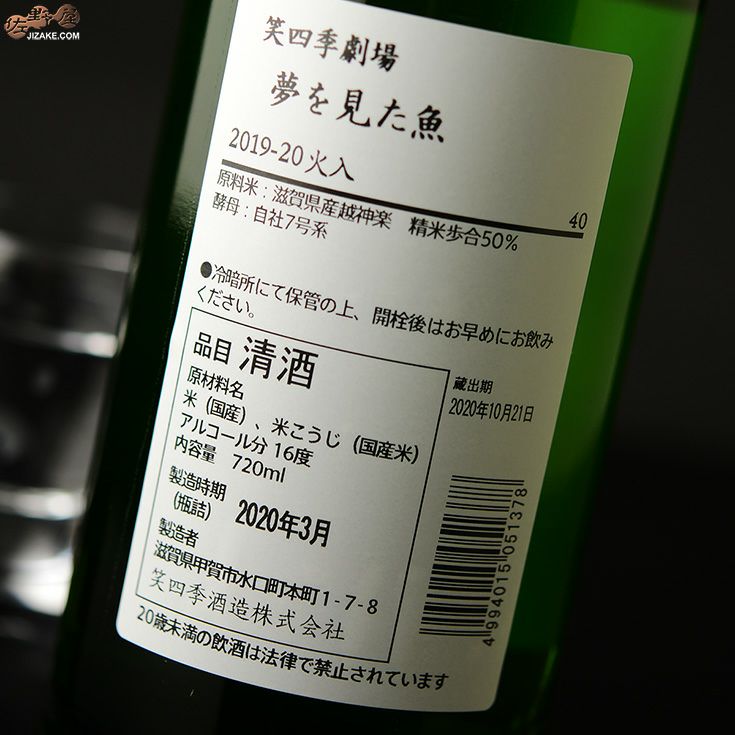 佐野屋
JIZAKE.COM
笑四季劇場
夢を見た魚
2019-20 火入
40
原料米：滋賀県産越神楽　精米歩合50％
酵母：自社7号系
●冷暗所にて保管の上、開栓後はお早めにお飲み
ください。
品目 清酒
原材料名
米（国産）、米こうじ（国産米）
アルコール分 16度
内容量　720ml
製造時期
（瓶詰）　2020年3月
製造者
滋賀県甲賀市水口町本町1-7-8
笑四季酒造株式会社
蔵出期
2020年10月21日
4 994015 051378
20歳未満の飲酒は法律で禁止されています